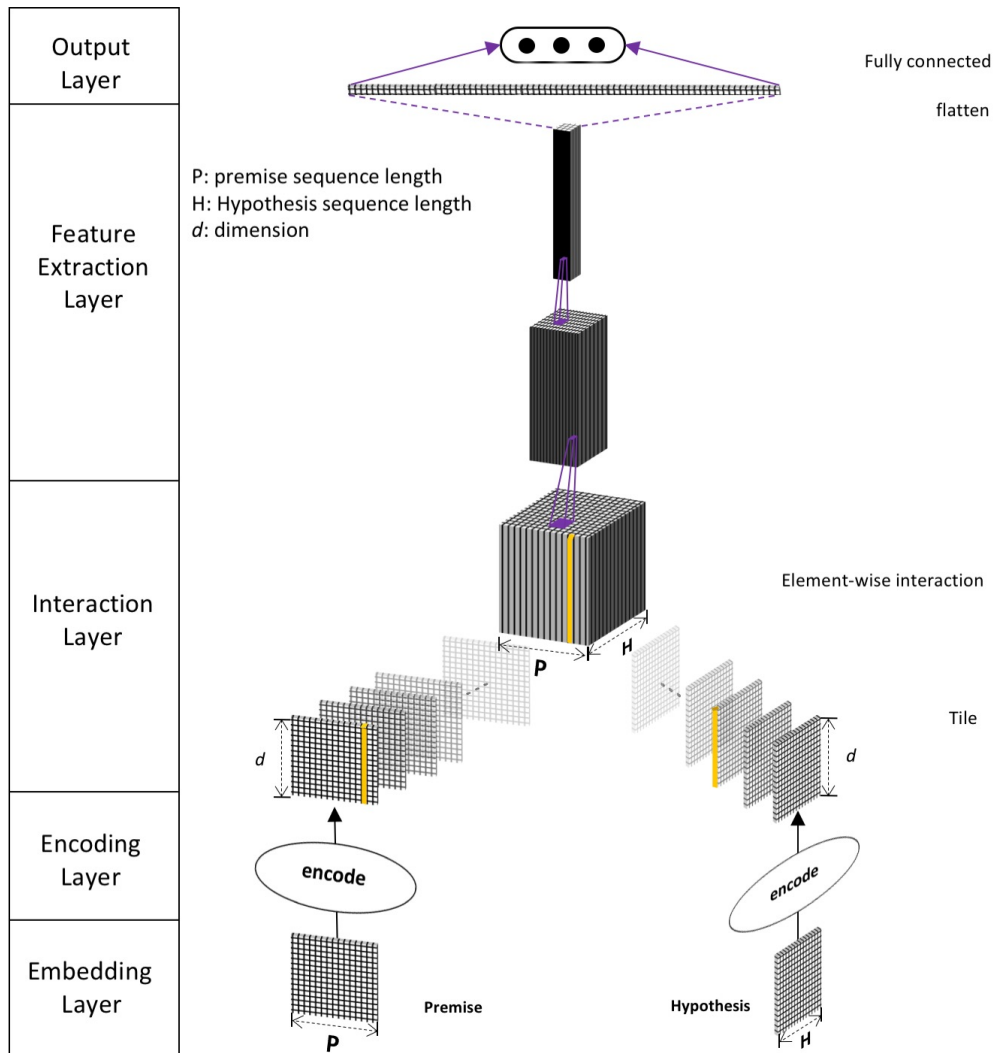 Output
Layer
Fully connected
flatten
P: premise sequence length
H: Hypothesis sequence length
d: dimension
Feature
Extraction
Layer
Interaction
Layer
Element-wise interaction
P
H
Tile
d
d
Encoding
Layer
encode
encode
Embedding
Layer
Premise
Hypothesis
P
H